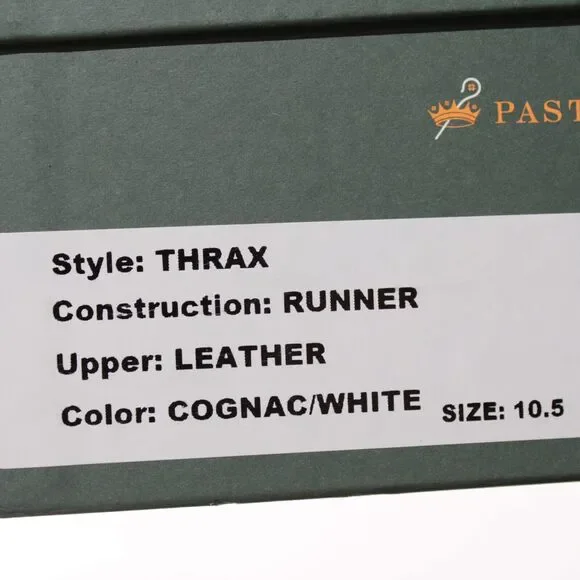 PAST
Style: THRAX
Construction: RUNNER
Upper: LEATHER
Color: COGNAC/WHITE SIZE: 10.5